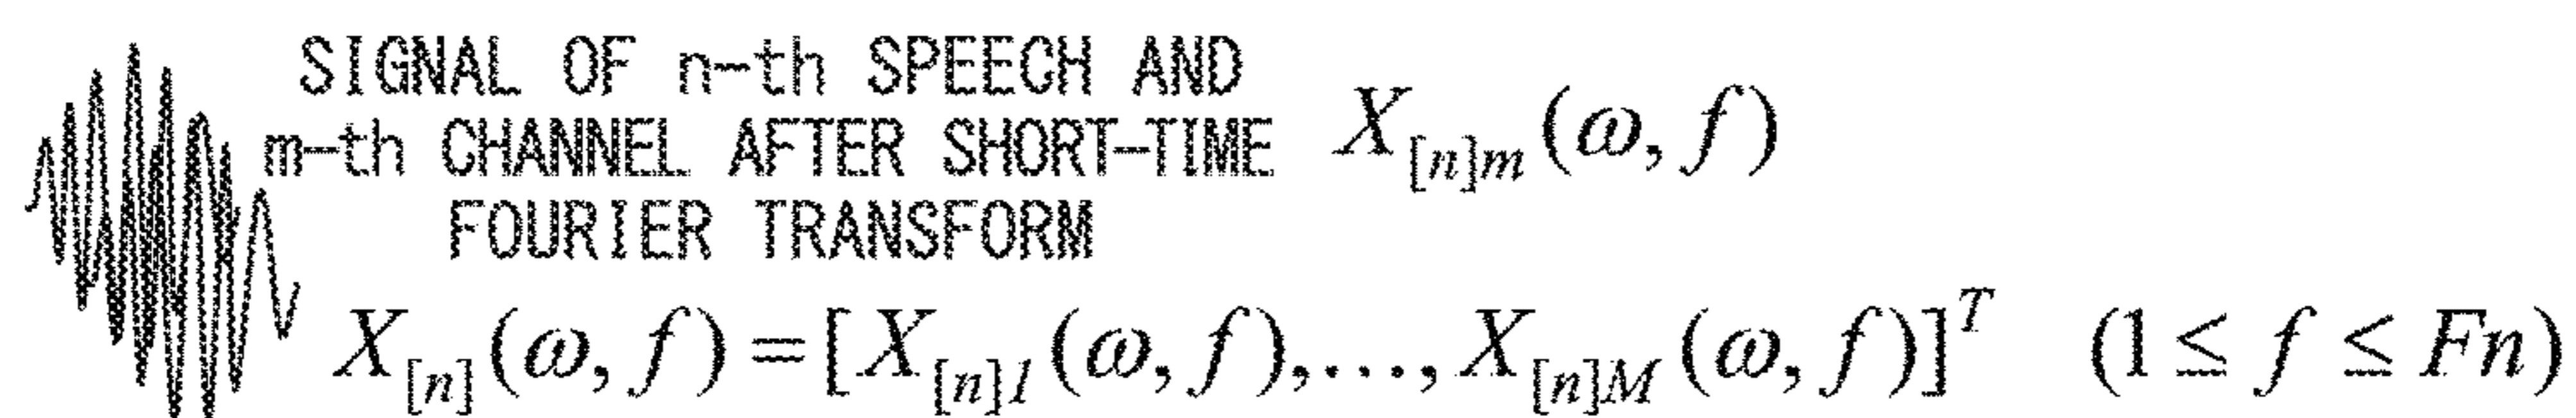 SIGNAL OF n-th SPEECH AND
m-th CHANNEL AFTER SHORT-TIME
FOURIER TRANSFORM
X_{[n]m}(ω, f)
X_{[n]}(ω, f) = [X_{[n]1}(ω, f), ..., X_{[n]M}(ω, f)]^T (1 ≤ f ≤ Fn)